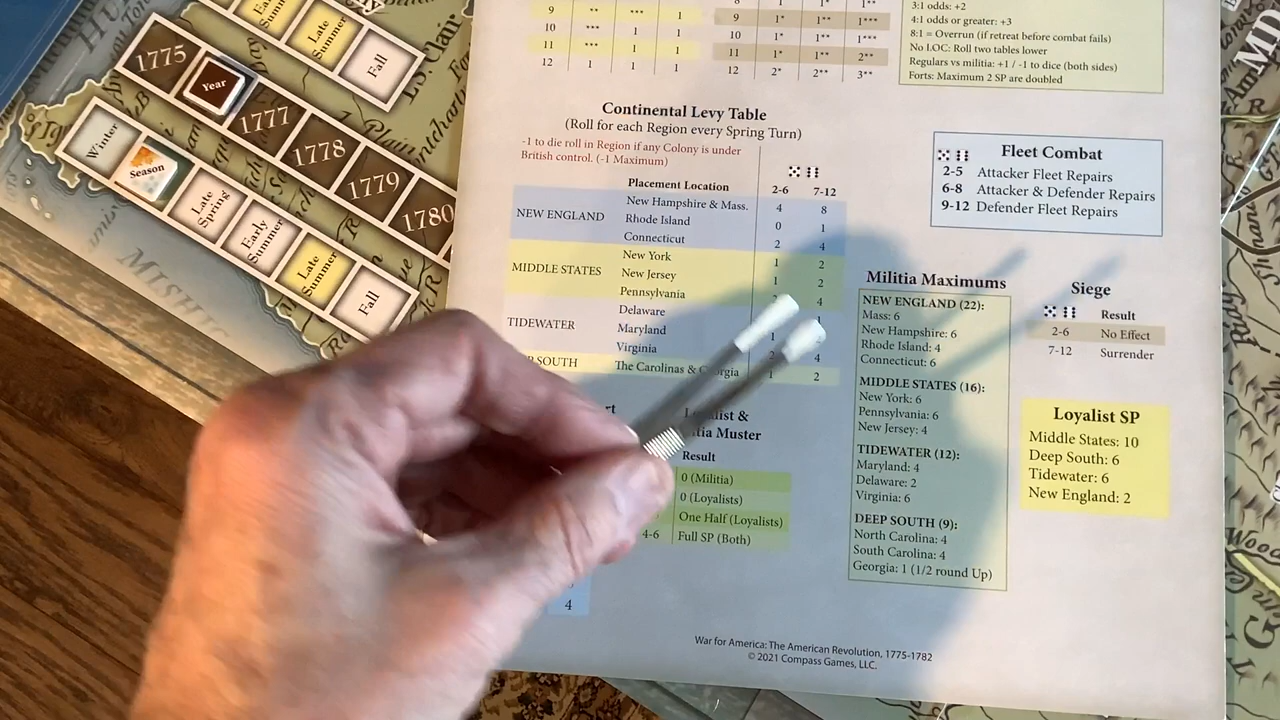 Summer
Late
Summer
Fall
1775
Year
1777
1778
1779
1780
Winter
Season
Late
Spring
Early
Summer
Late
Summer
Fall
9 ** *** 1
10 *** 1 1
11 *** 1 1
12 1 1 1
9 1* 1** 1***
10 1* 1** 1***
11 1* 1** 2**
12 2* 2** 3**
3:1 odds: +2
4:1 odds or greater: +3
8:1 = Overrun (if retreat before combat fails)
No LOC: Roll two tables lower
Regulars vs militia: +1 / -1 to dice (both sides)
Forts: Maximum 2 SP are doubled
Continental Levy Table
(Roll for each Region every Spring Turn)
-1 to die roll in Region if any Colony is under
British control. (-1 Maximum)
Placement Location 2-6 7-12
NEW ENGLAND
New Hampshire & Mass. 4 8
Rhode Island 0 1
Connecticut 2 4
MIDDLE STATES
New York 1 2
New Jersey 1 2
Pennsylvania 4
TIDEWATER
Delaware
Maryland 1
Virginia 2 4
SOUTH
The Carolinas & Georgia 1 2
&
Muster
Result
0 (Militia)
0 (Loyalists)
One Half (Loyalists)
4-6 Full SP (Both)
4
Fleet Combat
2-5 Attacker Fleet Repairs
6-8 Attacker & Defender Repairs
9-12 Defender Fleet Repairs
Militia Maximums
NEW ENGLAND (22):
Mass: 6
New Hampshire: 6
Rhode Island: 4
Connecticut: 6
MIDDLE STATES (16):
New York: 6
Pennsylvania: 6
New Jersey: 4
TIDEWATER (12):
Maryland: 4
Delaware: 2
Virginia: 6
DEEP SOUTH (9):
North Carolina: 4
South Carolina: 4
Georgia: 1 (1/2 round Up)
Siege
Result
2-6 No Effect
7-12 Surrender
Loyalist SP
Middle States: 10
Deep South: 6
Tidewater: 6
New England: 2
War for America: The American Revolution, 1775-1782
© 2021 Compass Games, LLC.
MD